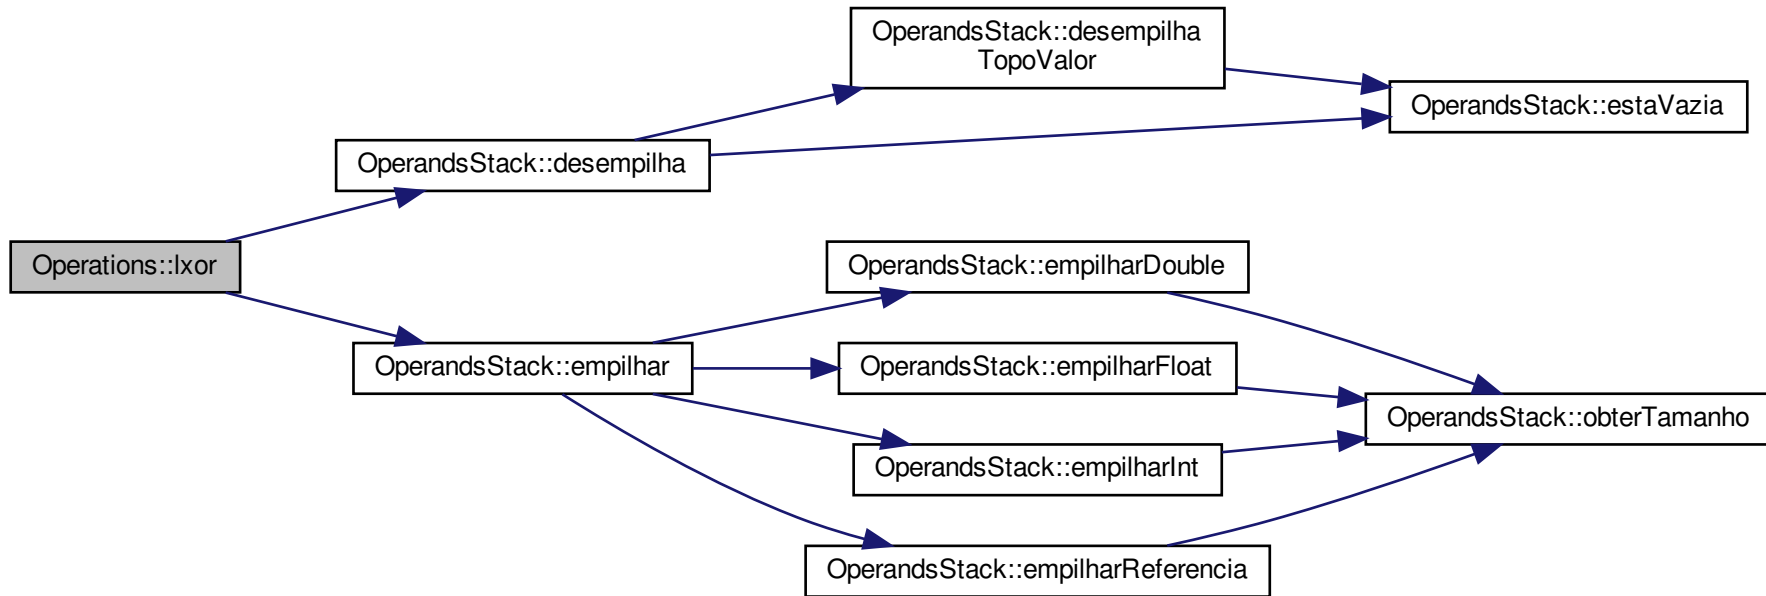 Operations::lxor
OperandsStack::desempilha
OperandsStack::desempilha
TopoValor
OperandsStack::estaVazia
OperandsStack::empilhar
OperandsStack::empilharDouble
OperandsStack::empilharFloat
OperandsStack::empilharInt
OperandsStack::empilharReferencia
OperandsStack::obterTamanho